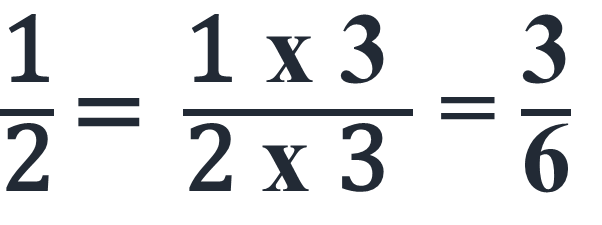 1 1 x 3 3
= =
2 2 x 3 6